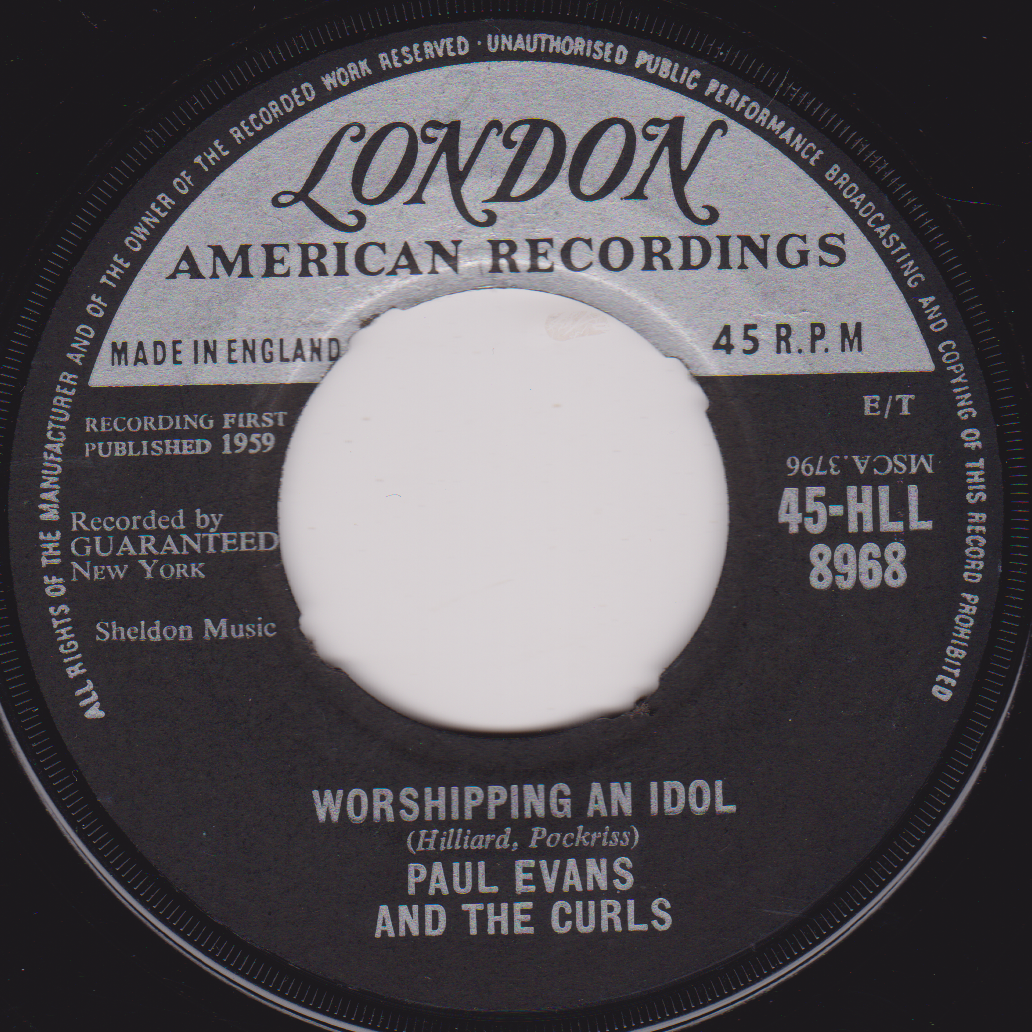 ALL RIGHTS OF THE MANUFACTURER AND OF THE OWNER OF THE RECORDED WORK RESERVED · UNAUTHORISED PUBLIC PERFORMANCE BROADCASTING AND COPYING OF THIS RECORD PROHIBITED
LONDON
AMERICAN RECORDINGS
MADE IN ENGLAND
45 R.P.M
RECORDING FIRST
PUBLISHED 1959
E/T
MSCA.3796
45-HLL
8968
Recorded by
GUARANTEED
NEW YORK
Sheldon Music
WORSHIPPING AN IDOL
(Hilliard, Pockriss)
PAUL EVANS
AND THE CURLS